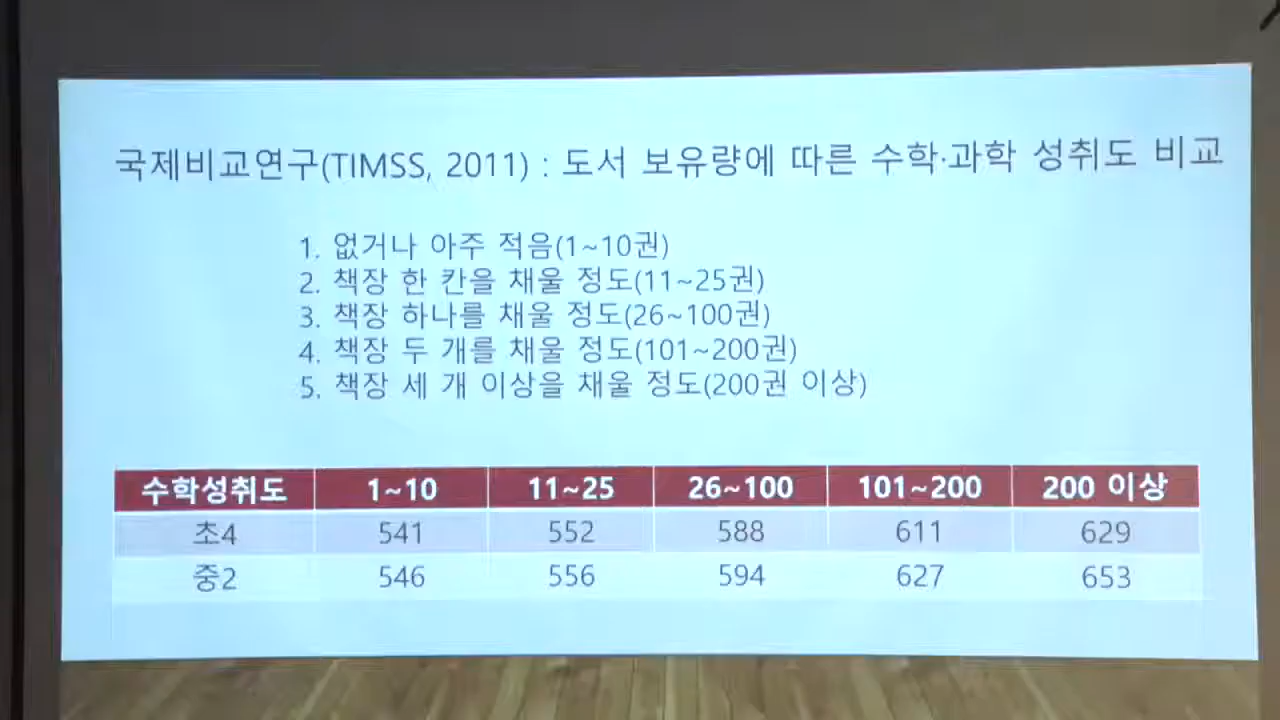 국제비교연구(TIMSS, 2011) : 도서 보유량에 따른 수학·과학 성취도 비교
1. 없거나 아주 적음(1~10권)
2. 책장 한 칸을 채울 정도(11~25권)
3. 책장 하나를 채울 정도(26~100권)
4. 책장 두 개를 채울 정도(101~200권)
5. 책장 세 개 이상을 채울 정도(200권 이상)
수학성취도 1~10 11~25 26~100 101~200 200 이상
초4 541 552 588 611 629
중2 546 556 594 627 653